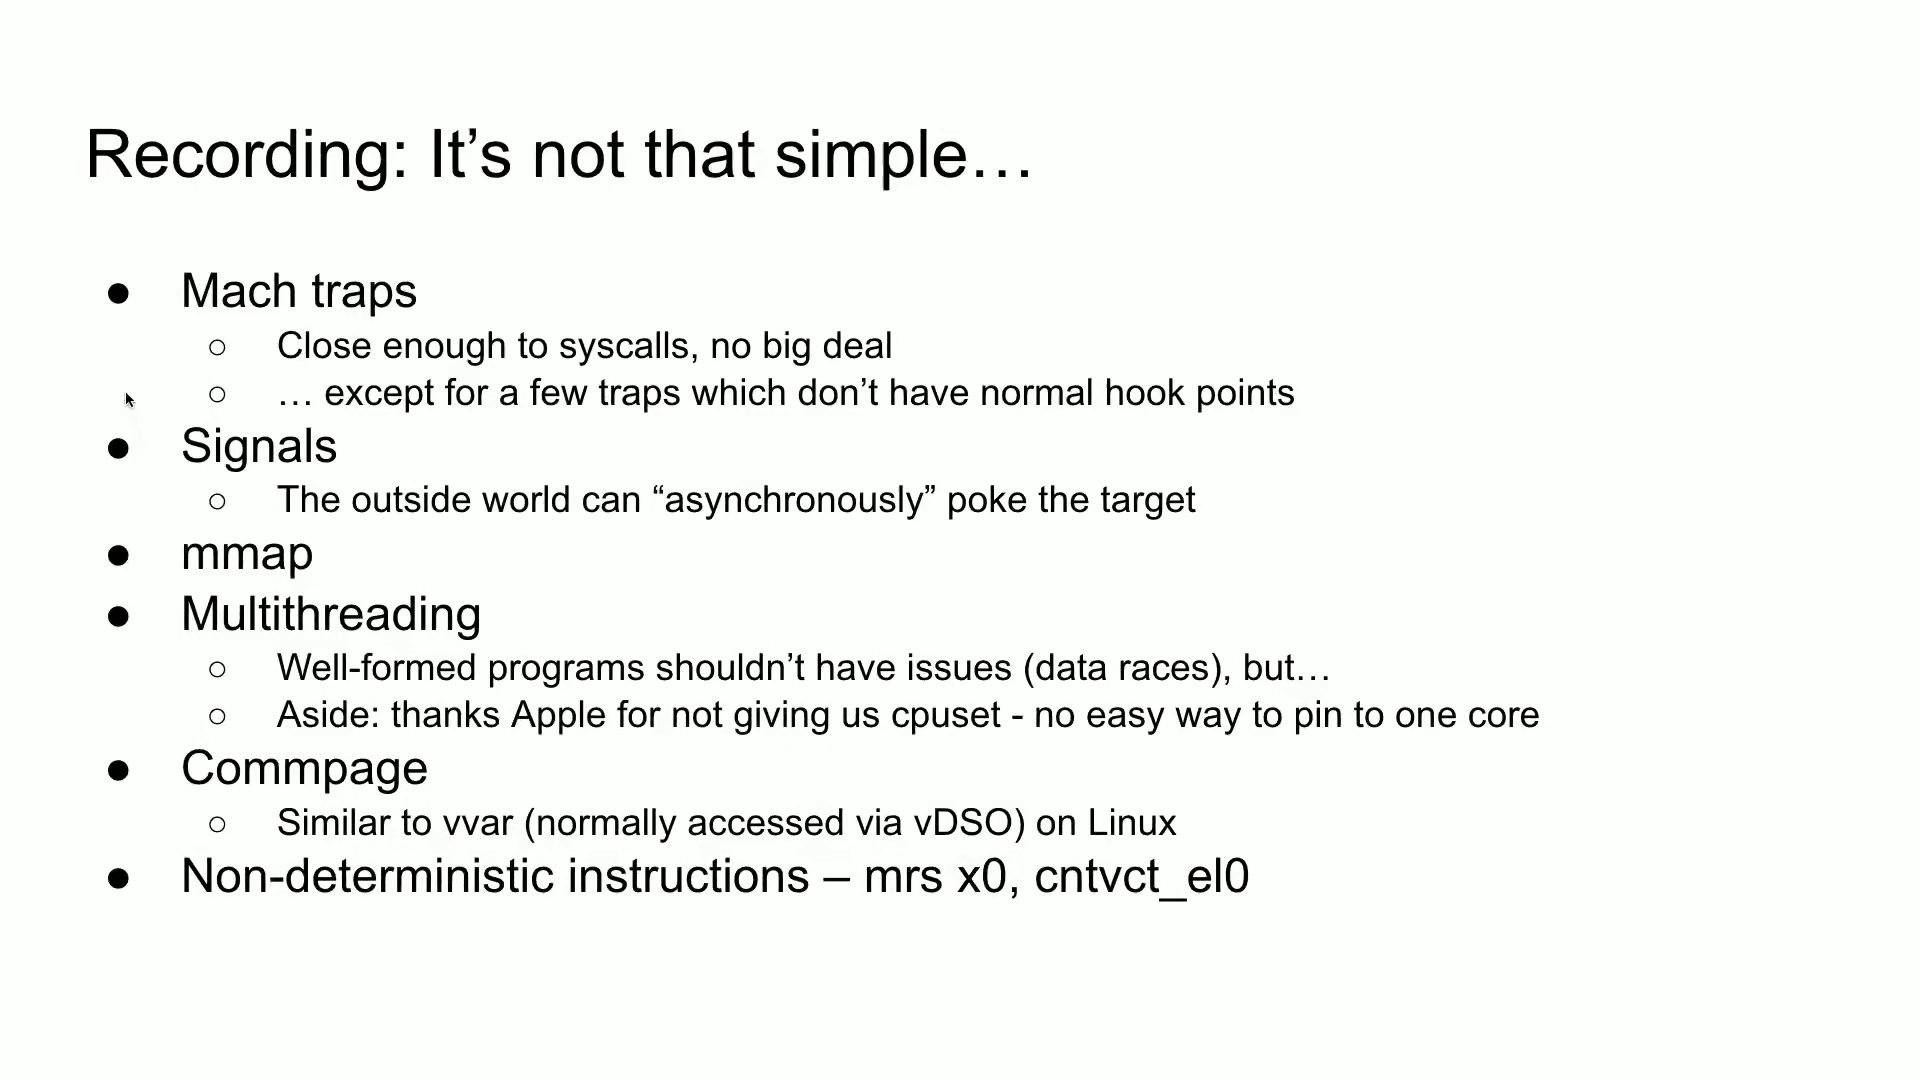 Recording: It’s not that simple…
● Mach traps
○ Close enough to syscalls, no big deal
○ … except for a few traps which don’t have normal hook points
● Signals
○ The outside world can “asynchronously” poke the target
● mmap
● Multithreading
○ Well-formed programs shouldn’t have issues (data races), but…
○ Aside: thanks Apple for not giving us cpuset - no easy way to pin to one core
● Commpage
○ Similar to vvar (normally accessed via vDSO) on Linux
● Non-deterministic instructions – mrs x0, cntvct_el0